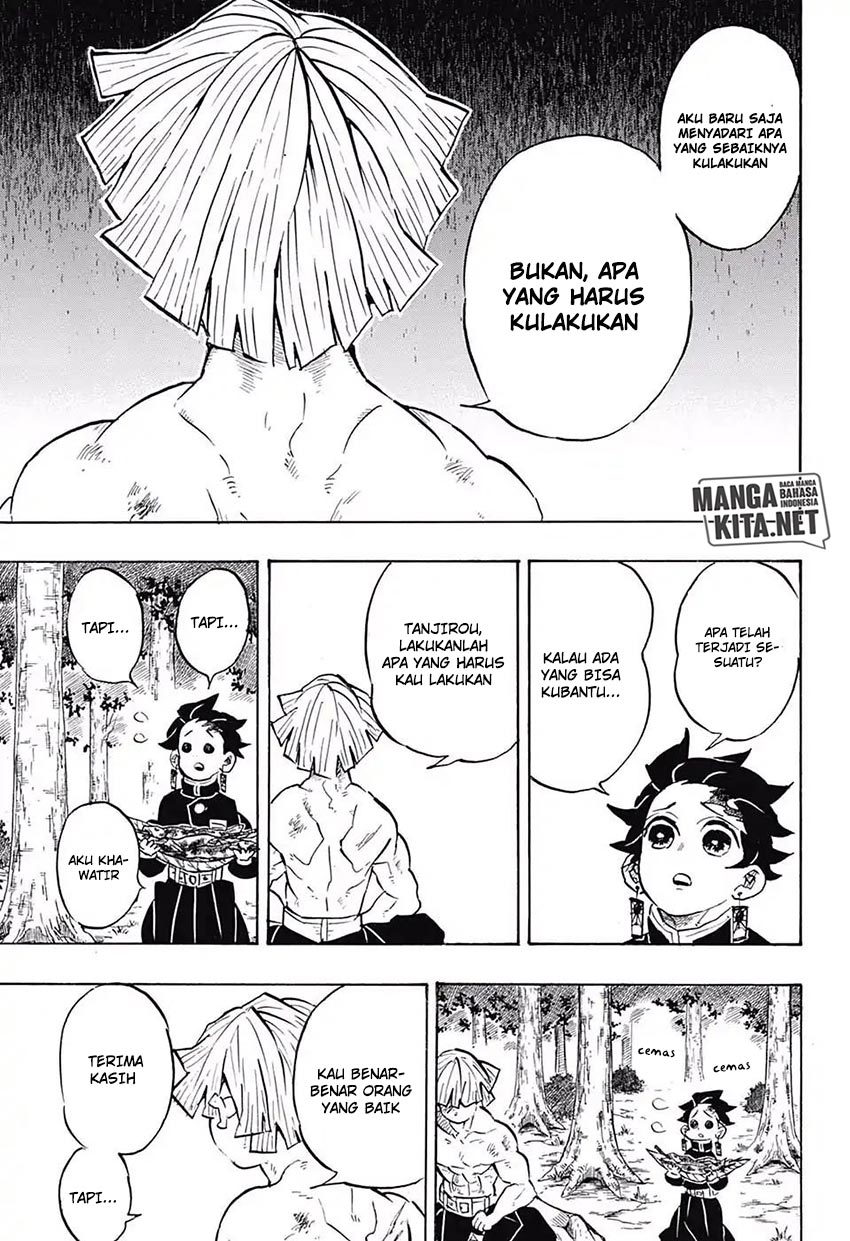 AKU BARU SAJA
MENYADARI APA
YANG SEBAIKNYA
KULAKUKAN
BUKAN, APA
YANG HARUS
KULAKUKAN
MANGA
KITA.NET
BACA MANGA
BAHASA
INDONESIA
APA TELAH
TERJADI SE-
SUATU?
KALAU ADA
YANG BISA
KUBANTU...
TANJIROU,
LAKUKANLAH
APA YANG HARUS
KAU LAKUKAN
TAPI...
TAPI...
AKU KHA-
WATIR
cemas
cemas
KAU BENAR-
BENAR ORANG
YANG BAIK
TERIMA
KASIH
TAPI...